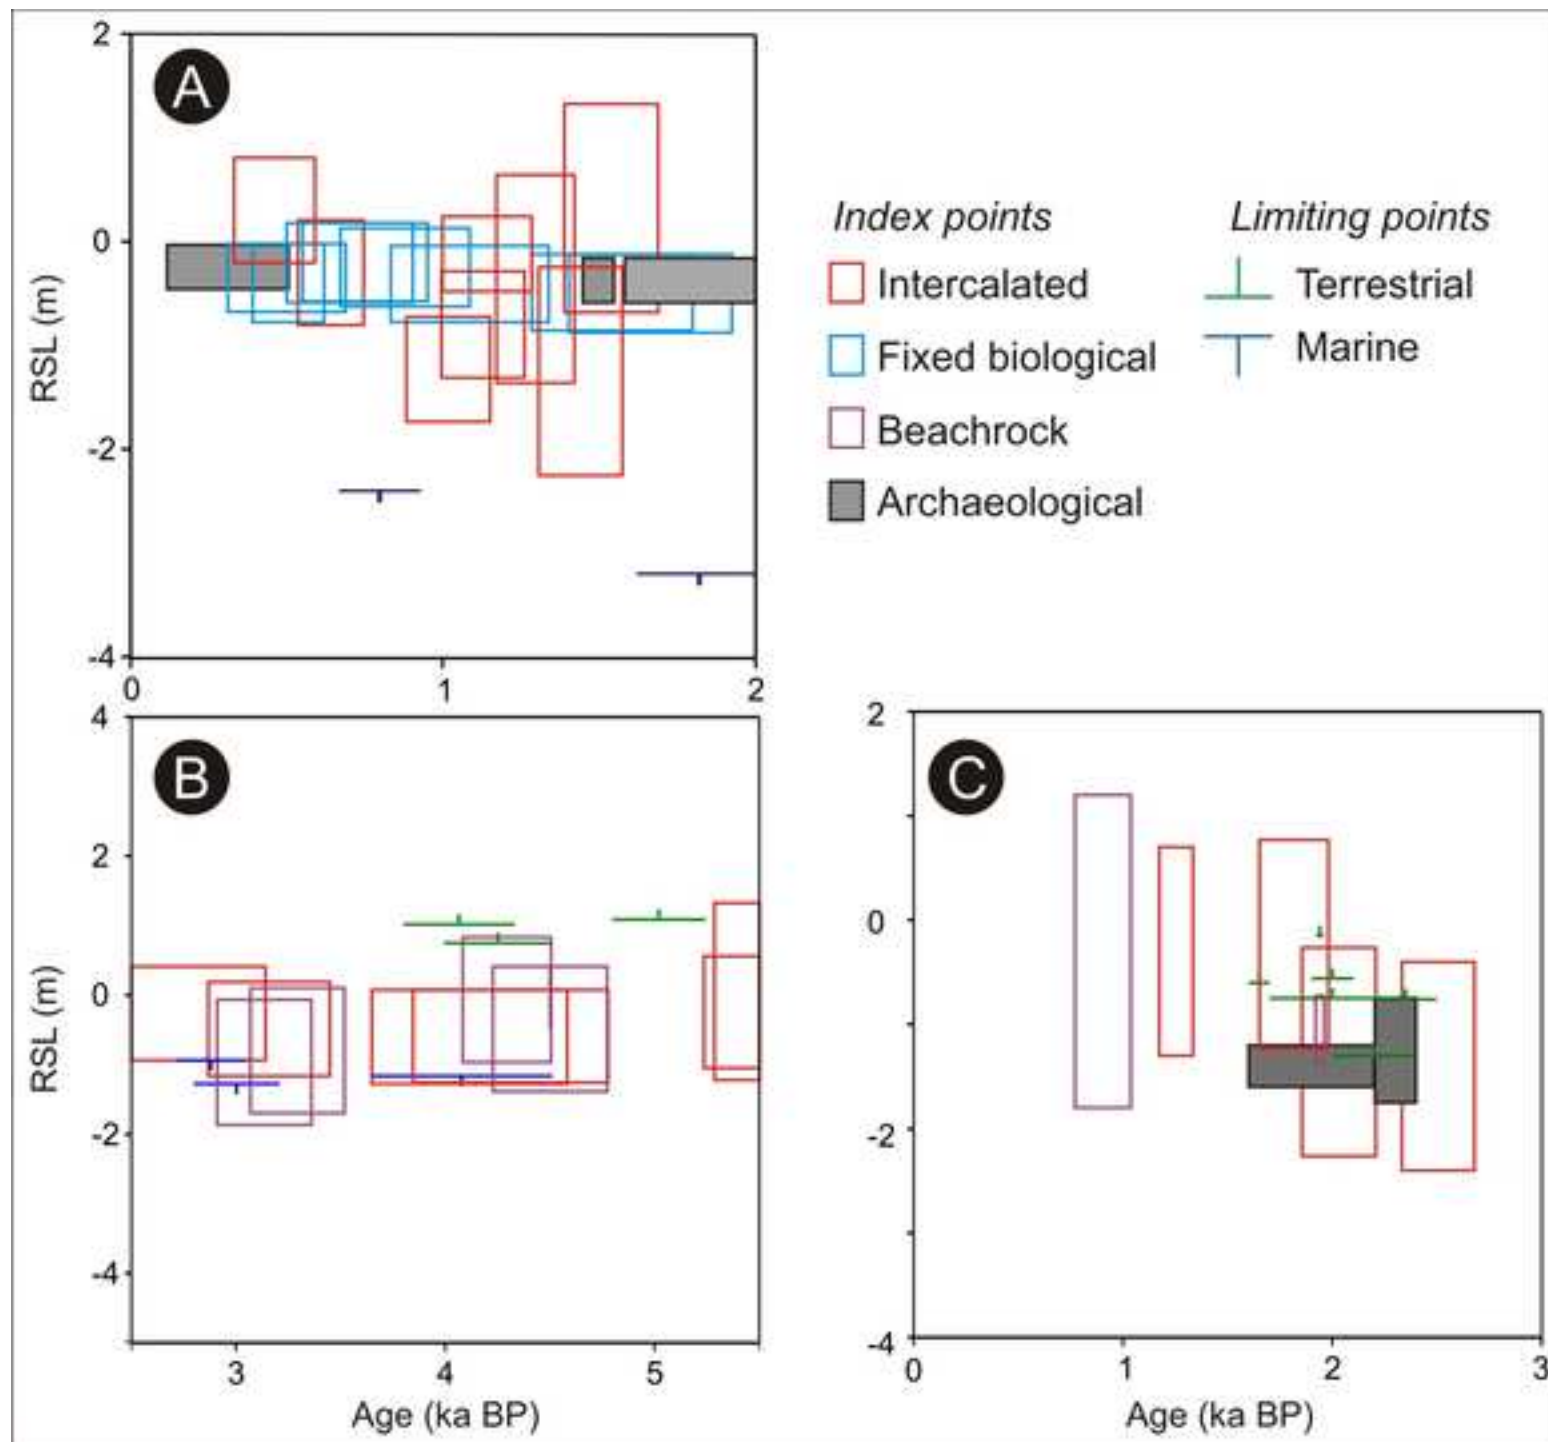 A
2
0
-2
-4
RSL (m)
0 1 2
Index points
Intercalated
Fixed biological
Beachrock
Archaeological
Limiting points
Terrestrial
Marine
B
4
2
0
-2
-4
RSL (m)
3 4 5
Age (ka BP)
C
2
0
-2
-4
0 1 2 3
Age (ka BP)